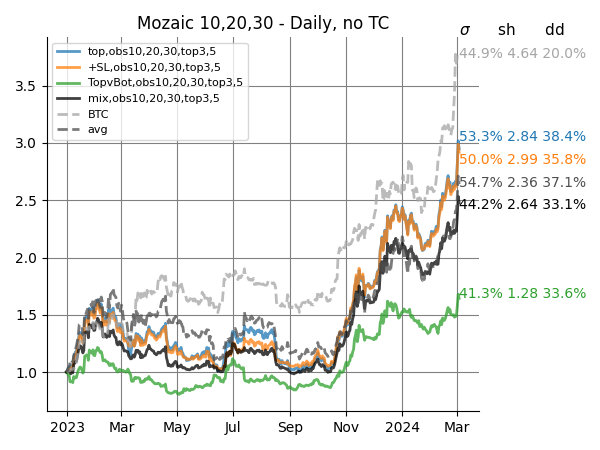 Mozaic 10,20,30 - Daily, no TC
σ sh dd
top,obs10,20,30,top3,5
+SL,obs10,20,30,top3,5
TopvBot,obs10,20,30,top3,5
mix,obs10,20,30,top3,5
BTC
avg
44.9% 4.64 20.0%
53.3% 2.84 38.4%
50.0% 2.99 35.8%
54.7% 2.36 37.1%
44.2% 2.64 33.1%
41.3% 1.28 33.6%
3.5
3.0
2.5
2.0
1.5
1.0
2023 Mar May Jul Sep Nov 2024 Mar